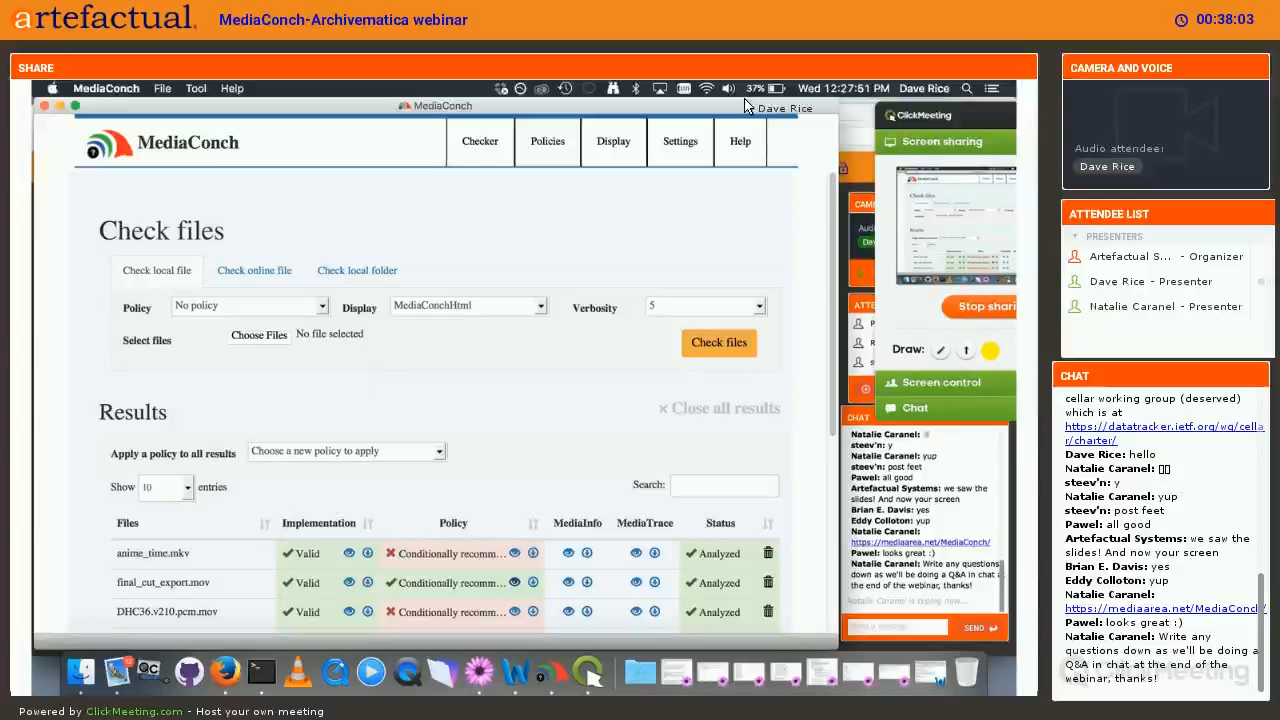 artefactual.
MediaConch-Archivematica webinar
00:38:03
SHARE
MediaConch File Tool Help
37% Wed 12:27:51 PM Dave Rice
MediaConch
Dave Rice
MediaConch
Checker
Policies
Display
Settings
Help
Check files
Check local file
Check online file
Check local folder
Policy
No policy
Display
MediaConchHtml
Verbosity
5
Select files
Choose Files
No file selected
Check files
Results
× Close all results
Apply a policy to all results
Choose a new policy to apply
Show 10 entries
Search:
Files
Implementation
Policy
MediaInfo
MediaTrace
Status
anime_time.mkv
Valid
Conditionally recomm...
Analyzed
final_cut_export.mov
Valid
Conditionally recomm...
Analyzed
DHC36.v210.pcm.mov
Valid
Conditionally recomm...
Analyzed
ClickMeeting
Screen sharing
Stop shari
Draw:
Screen control
Chat
CHAT
Natalie Caranel:
steev'n: y
Natalie Caranel: yup
steev'n: post feet
Pawel: all good
Artefactual Systems: we saw the
slides! And now your screen
Brian E. Davis: yes
Eddy Colloton: yup
Natalie Caranel:
https://mediaarea.net/MediaConch/
Pawel: looks great :)
Natalie Caranel: Write any questions
down as we'll be doing a Q&A in chat a
the end of the webinar, thanks!
Natalie Caranel is typing now...
SEND
CAMERA AND VOICE
Audio attendee:
Dave Rice
ATTENDEE LIST
PRESENTERS
Artefactual S... - Organizer
Dave Rice - Presenter
Natalie Caranel - Presenter
CHAT
cellar working group (deserved)
which is at
https://datatracker.ietf.org/wg/cella
r/charter/
Dave Rice: hello
Natalie Caranel:
steev'n: y
Natalie Caranel: yup
steev'n: post feet
Pawel: all good
Artefactual Systems: we saw the
slides! And now your screen
Brian E. Davis: yes
Eddy Colloton: yup
Natalie Caranel:
https://mediaarea.net/MediaConch/
Pawel: looks great :)
Natalie Caranel: Write any
questions down as we'll be doing a
Q&A in chat at the end of the
webinar, thanks!
ClickMeeting
Powered by ClickMeeting.com - Host your own meeting